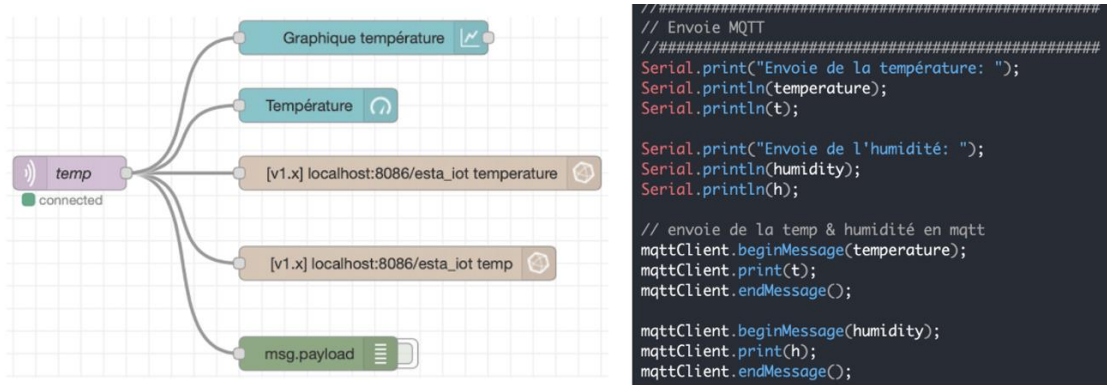 Graphique température
Température
temp
connected
[v1.x] localhost:8086/esta_iot temperature
[v1.x] localhost:8086/esta_iot temp
msg.payload
//##################################################
// Envoie MQTT
//##################################################
Serial.print("Envoie de la température: ");
Serial.println(temperature);
Serial.println(t);
Serial.print("Envoie de l'humidité: ");
Serial.println(humidity);
Serial.println(h);
// envoie de la temp & humidité en mqtt
mqttClient.beginMessage(temperature);
mqttClient.print(t);
mqttClient.endMessage();
mqttClient.beginMessage(humidity);
mqttClient.print(h);
mqttClient.endMessage();